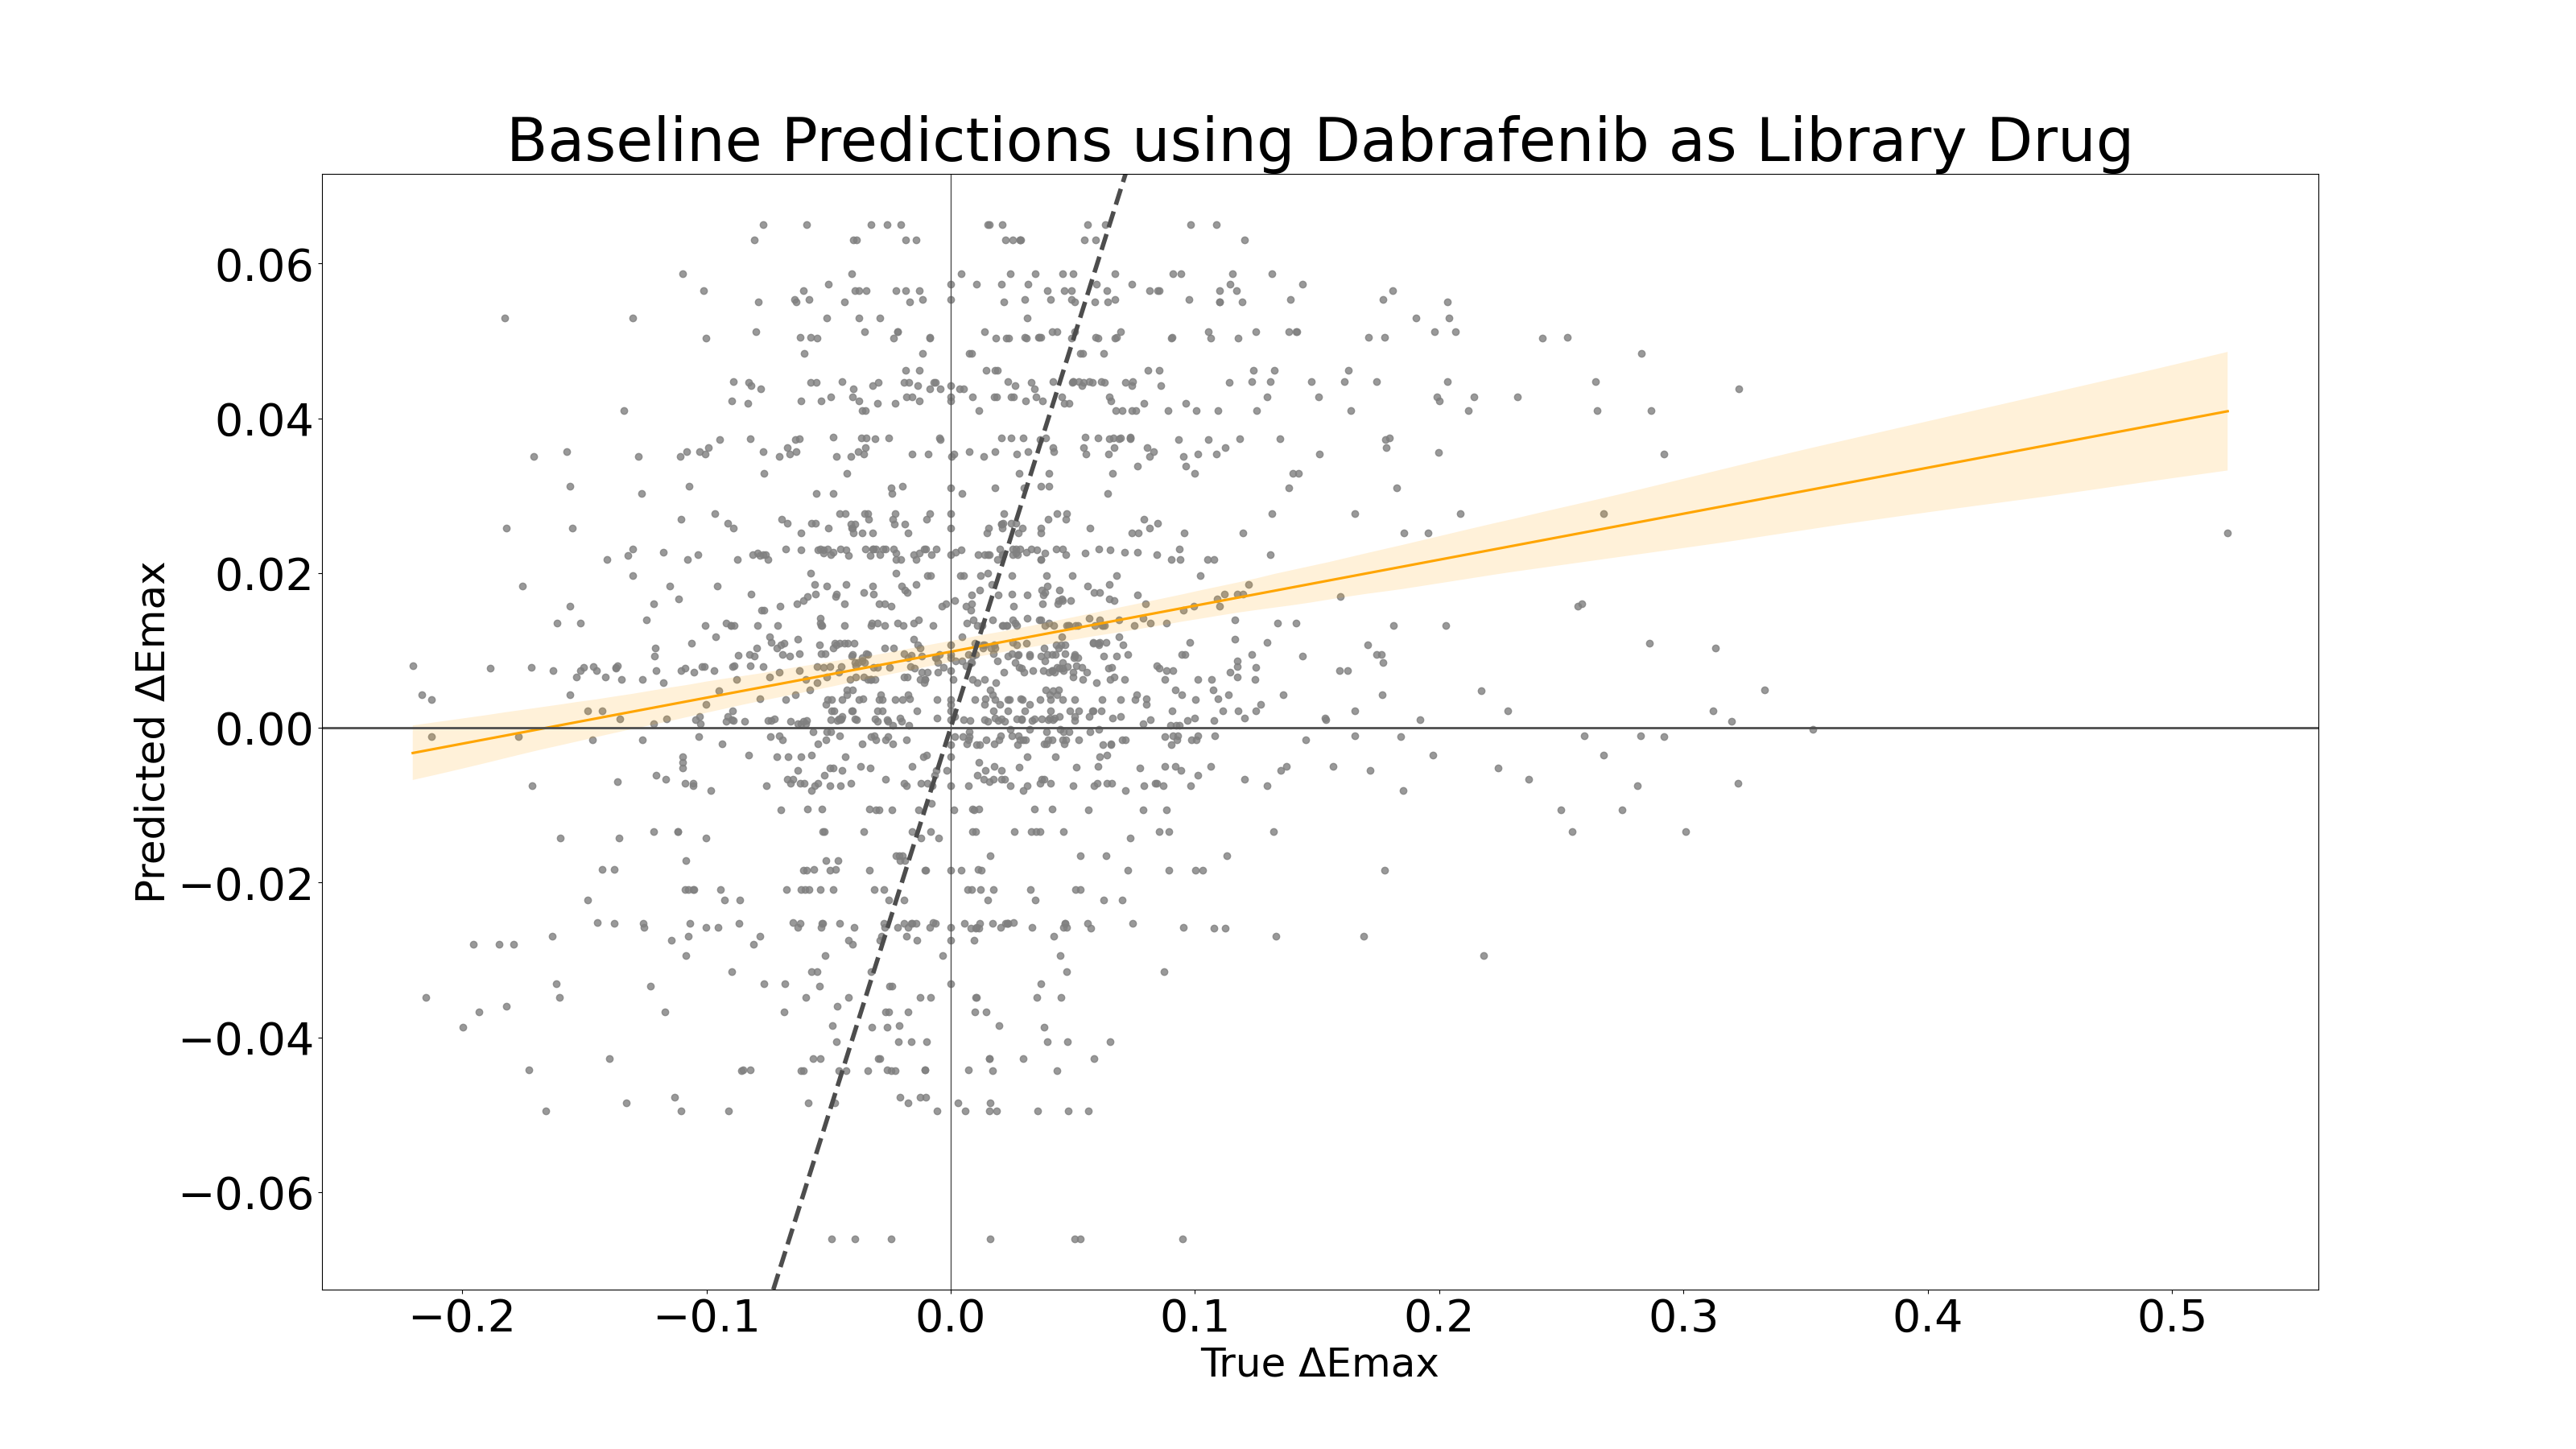 Baseline Predictions using Dabrafenib as Library Drug
0.06
0.04
0.02
0.00
−0.02
−0.04
−0.06
Predicted ΔEmax
−0.2 −0.1 0.0 0.1 0.2 0.3 0.4 0.5
True ΔEmax